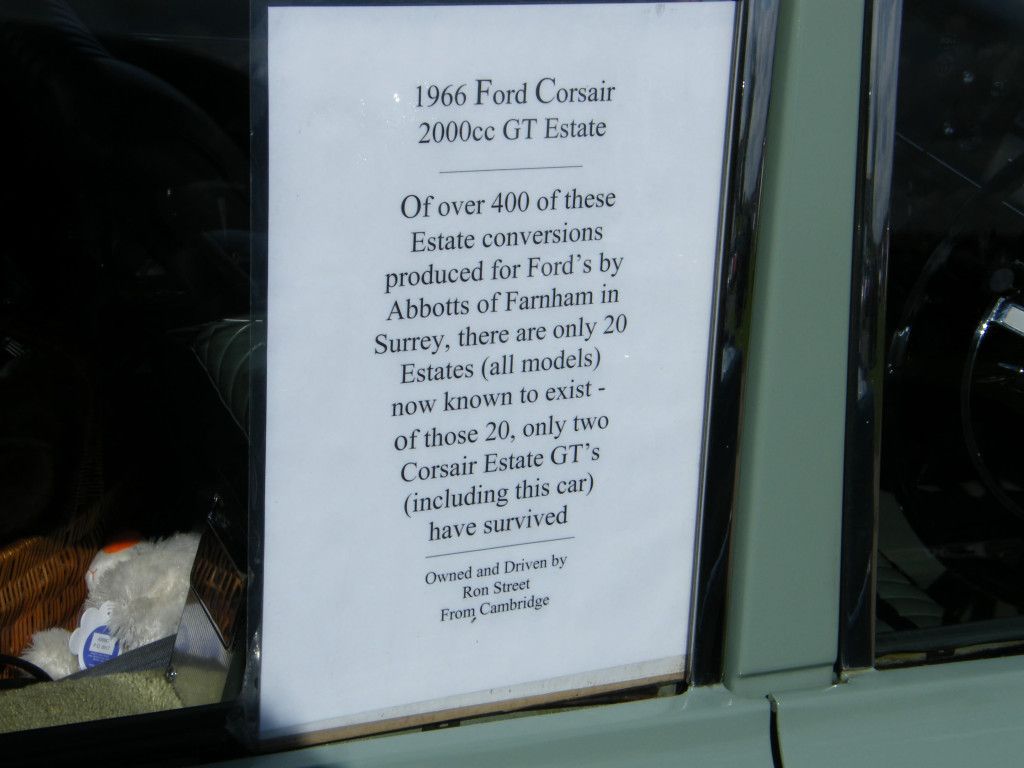 1966 Ford Corsair
2000cc GT Estate
Of over 400 of these
Estate conversions
produced for Ford's by
Abbotts of Farnham in
Surrey, there are only 20
Estates (all models)
now known to exist -
of those 20, only two
Corsair Estate GT's
(including this car)
have survived
Owned and Driven by
Ron Street
From Cambridge